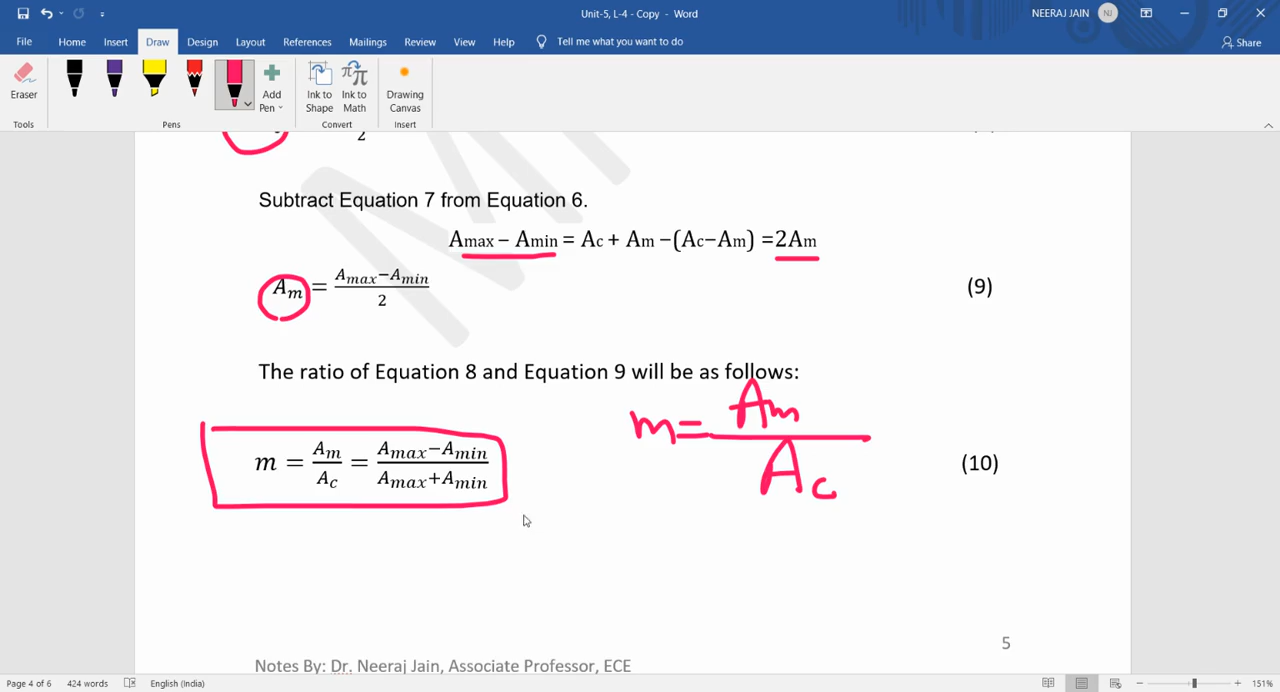 Unit-5, L-4 - Copy - Word
NEERAJ JAIN NJ
File Home Insert Draw Design Layout References Mailings Review View Help Tell me what you want to do Share
Eraser
Add Pen
Ink to Shape
Ink to Math
Drawing Canvas
Tools Pens Convert Insert
2
Subtract Equation 7 from Equation 6.
Amax − Amin = Ac + Am −(Ac−Am) =2Am
Am = Amax−Amin / 2 (9)
The ratio of Equation 8 and Equation 9 will be as follows:
m = Am / Ac
m = Am / Ac = Amax−Amin / Amax+Amin (10)
5
Notes By: Dr. Neeraj Jain, Associate Professor, ECE
Page 4 of 6 424 words English (India) 151%